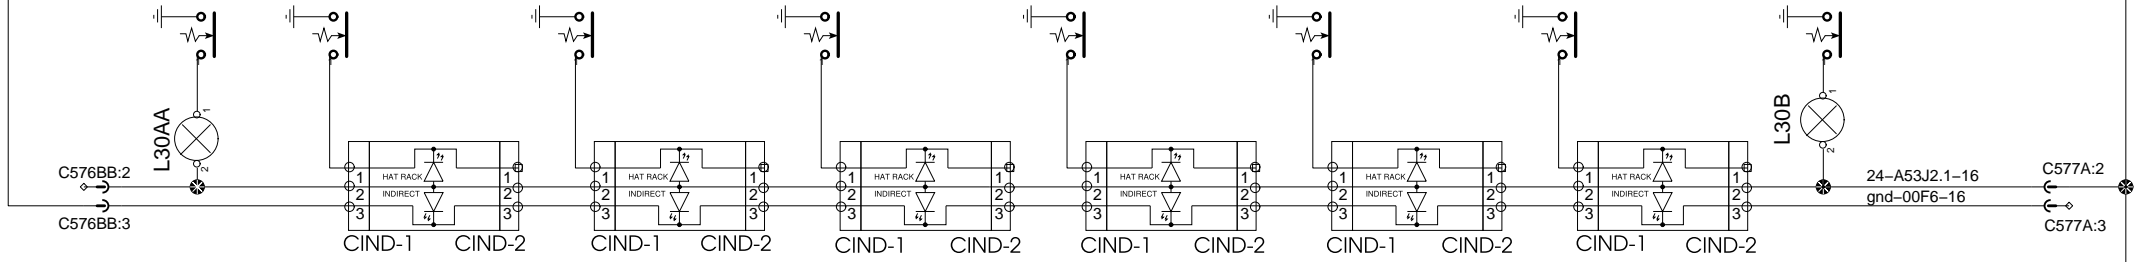 L30AA
1
2
C576BB:2
C576BB:3
HAT RACK
INDIRECT
1
2
3
1
2
3
CIND-1
CIND-2
HAT RACK
INDIRECT
1
2
3
1
2
3
CIND-1
CIND-2
HAT RACK
INDIRECT
1
2
3
1
2
3
CIND-1
CIND-2
HAT RACK
INDIRECT
1
2
3
1
2
3
CIND-1
CIND-2
HAT RACK
INDIRECT
1
2
3
1
2
3
CIND-1
CIND-2
HAT RACK
INDIRECT
1
2
3
1
2
3
CIND-1
CIND-2
L30B
1
2
24-A53J2.1-16
gnd-00F6-16
C577A:2
C577A:3